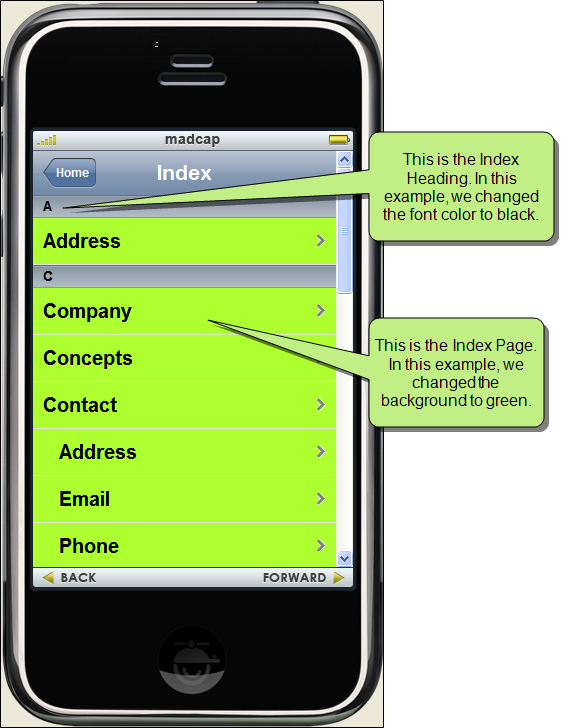 madcap
Home
Index
A
Address
C
Company
Concepts
Contact
Address
Email
Phone
BACK
FORWARD
This is the Index
Heading. In this
example, we changed
the font color to black.
This is the Index Page.
In this example, we
changed the
background to green.